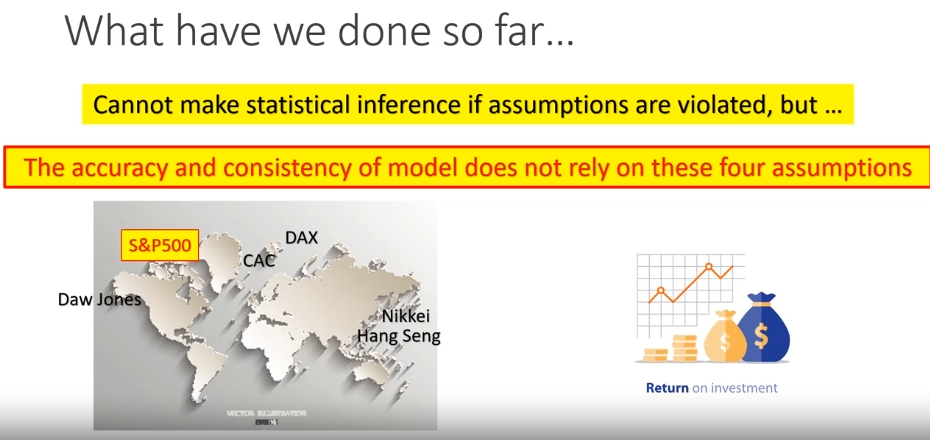 What have we done so far...
Cannot make statistical inference if assumptions are violated, but ...
The accuracy and consistency of model does not rely on these four assumptions
S&P500
DAX
CAC
Daw Jones
Nikkei
Hang Seng
VECTOR ILLUSTRATION
$
$
Return on investment